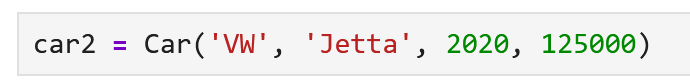 car2 = Car('VW', 'Jetta', 2020, 125000)